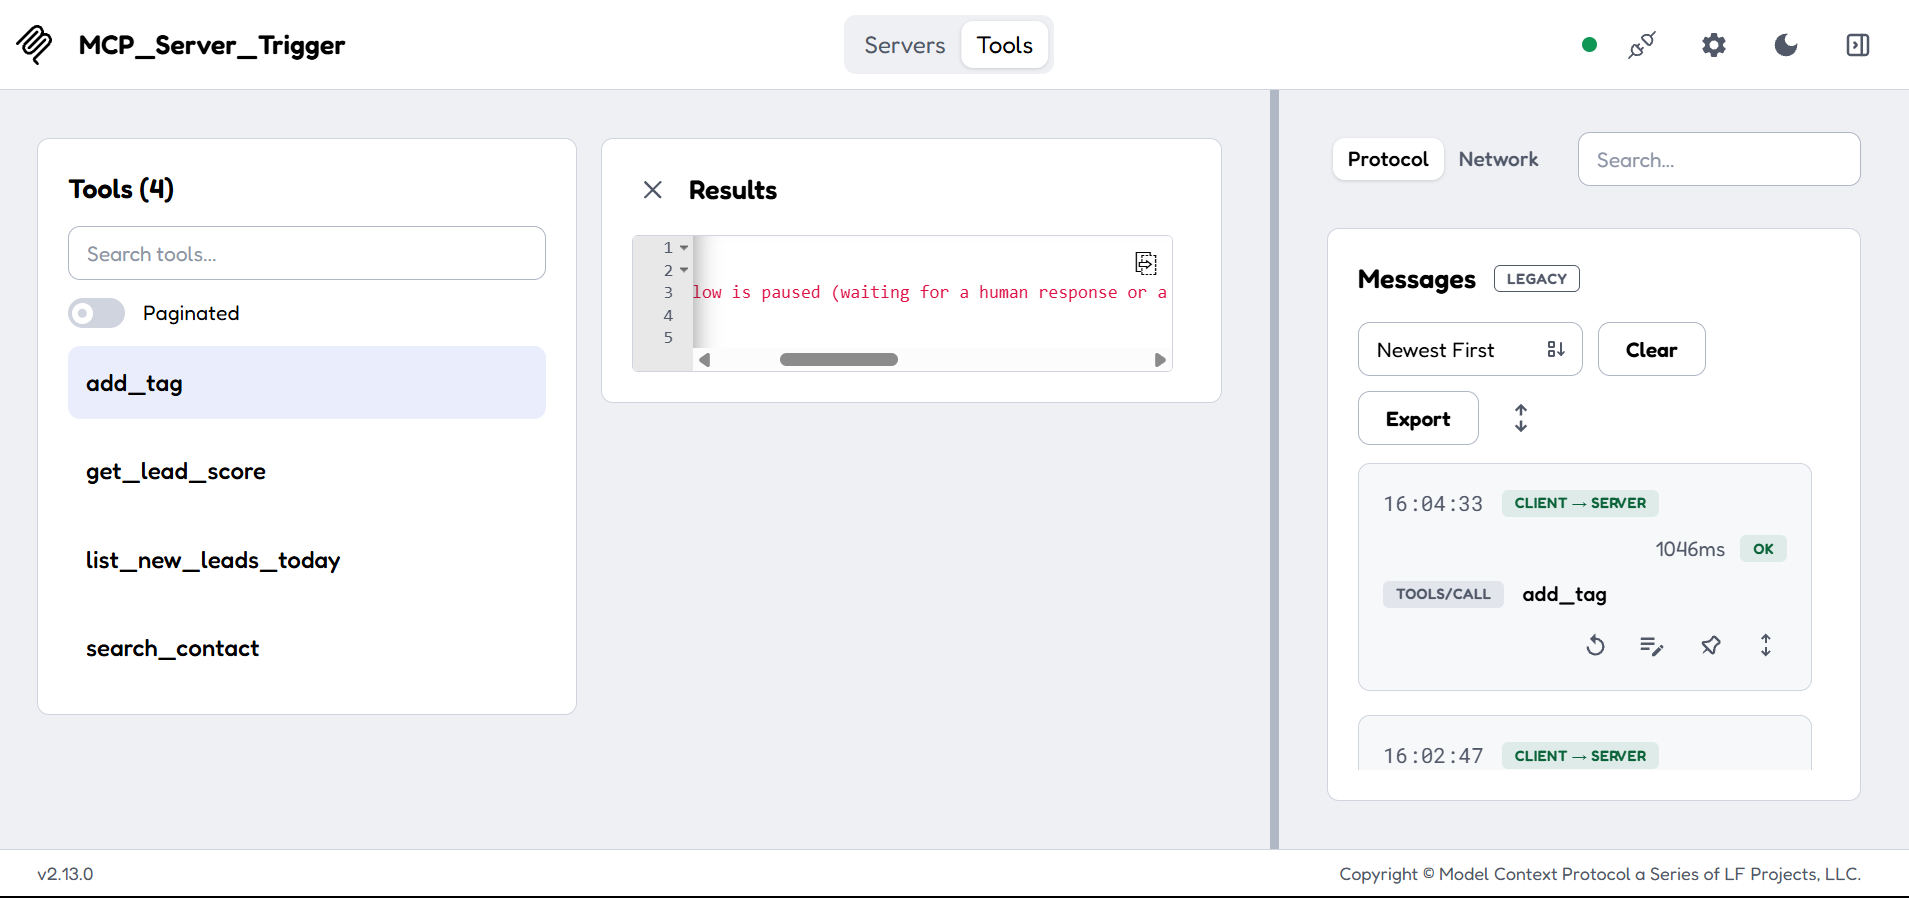 MCP_Server_Trigger
Servers
Tools
Tools (4)
Search tools...
Paginated
add_tag
get_lead_score
list_new_leads_today
search_contact
Results
1
2
3 low is paused (waiting for a human response or a
4
5
Protocol
Network
Search...
Messages
LEGACY
Newest First
Clear
Export
16:04:33
CLIENT → SERVER
1046ms
OK
TOOLS/CALL
add_tag
16:02:47
CLIENT → SERVER
v2.13.0
Copyright © Model Context Protocol a Series of LF Projects, LLC.